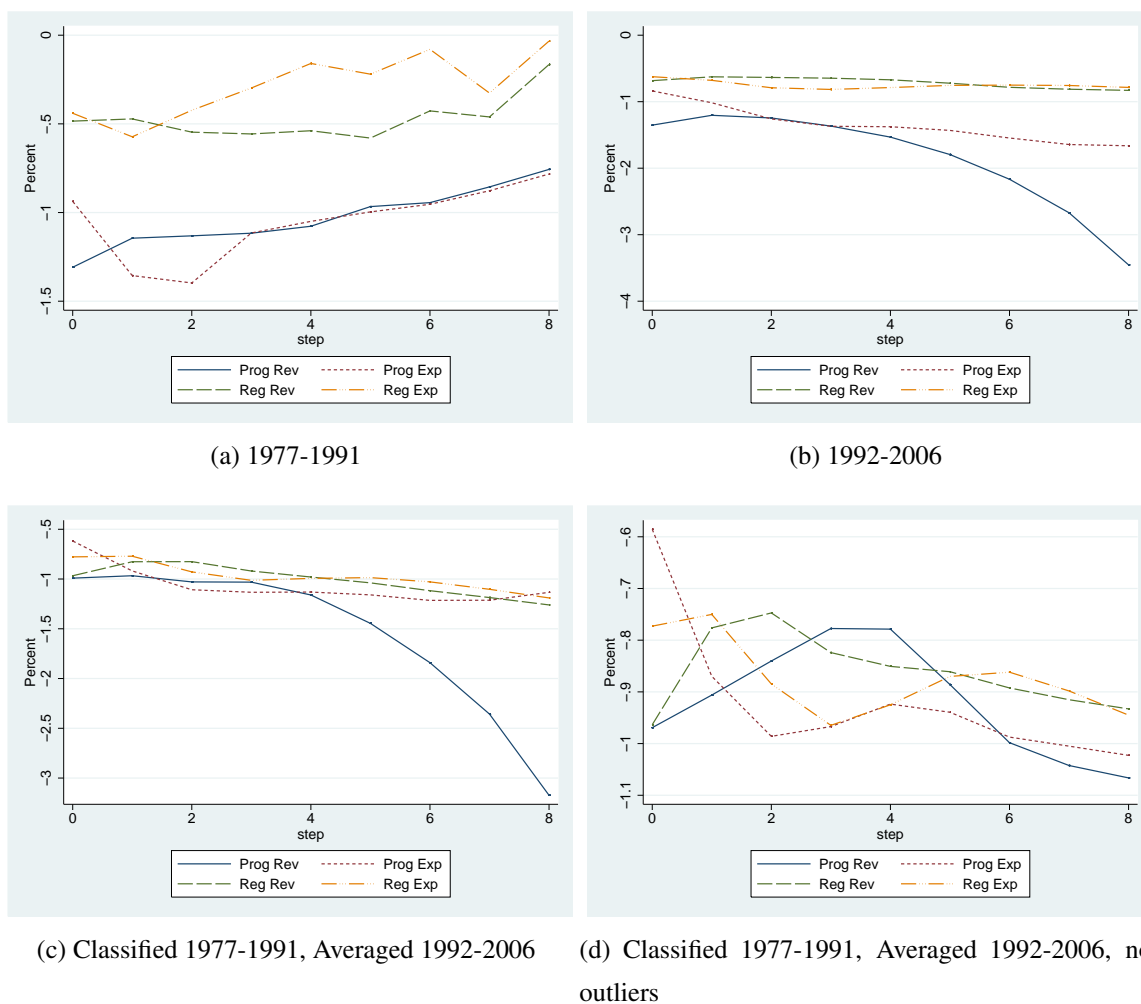 0
-.5
-1
-1.5
Percent
0 2 4 6 8
step
Prog Rev Prog Exp
Reg Rev Reg Exp
(a) 1977-1991
0
-1
-2
-3
-4
Percent
0 2 4 6 8
step
Prog Rev Prog Exp
Reg Rev Reg Exp
(b) 1992-2006
-.5
-1
-1.5
-2
-2.5
-3
Percent
0 2 4 6 8
step
Prog Rev Prog Exp
Reg Rev Reg Exp
(c) Classified 1977-1991, Averaged 1992-2006
-.6
-.7
-.8
-.9
-1
-1.1
Percent
0 2 4 6 8
step
Prog Rev Prog Exp
Reg Rev Reg Exp
(d) Classified 1977-1991, Averaged 1992-2006,
outliers